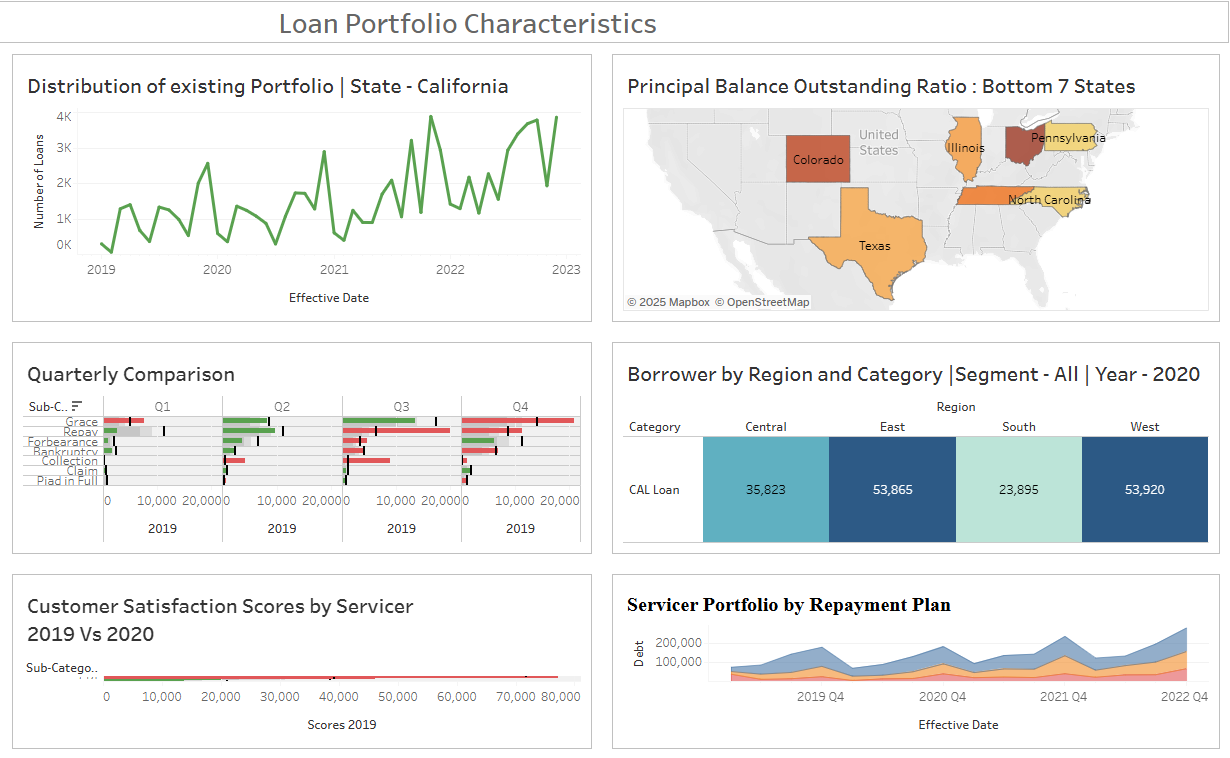 Loan Portfolio Characteristics
Distribution of existing Portfolio | State - California
Number of Loans
4K
3K
2K
1K
0K
2019 2020 2021 2022 2023
Effective Date
Principal Balance Outstanding Ratio : Bottom 7 States
United
States
Colorado
Illinois
Pennsylvania
North Carolina
Texas
© 2025 Mapbox © OpenStreetMap
Quarterly Comparison
Sub-C.. Q1 Q2 Q3 Q4
Grace
Repay
Forbearance
Bankruptcy
Collection
Claim
Piad in Full
0 10,000 20,000 0 10,000 20,000 0 10,000 20,000 0 10,000 20,000
2019 2019 2019 2019
Borrower by Region and Category |Segment - All | Year - 2020
Region
Category Central East South West
CAL Loan 35,823 53,865 23,895 53,920
Customer Satisfaction Scores by Servicer
2019 Vs 2020
Sub-Catego..
0 10,000 20,000 30,000 40,000 50,000 60,000 70,000 80,000
Scores 2019
Servicer Portfolio by Repayment Plan
Debt
200,000
100,000
2019 Q4 2020 Q4 2021 Q4 2022 Q4
Effective Date